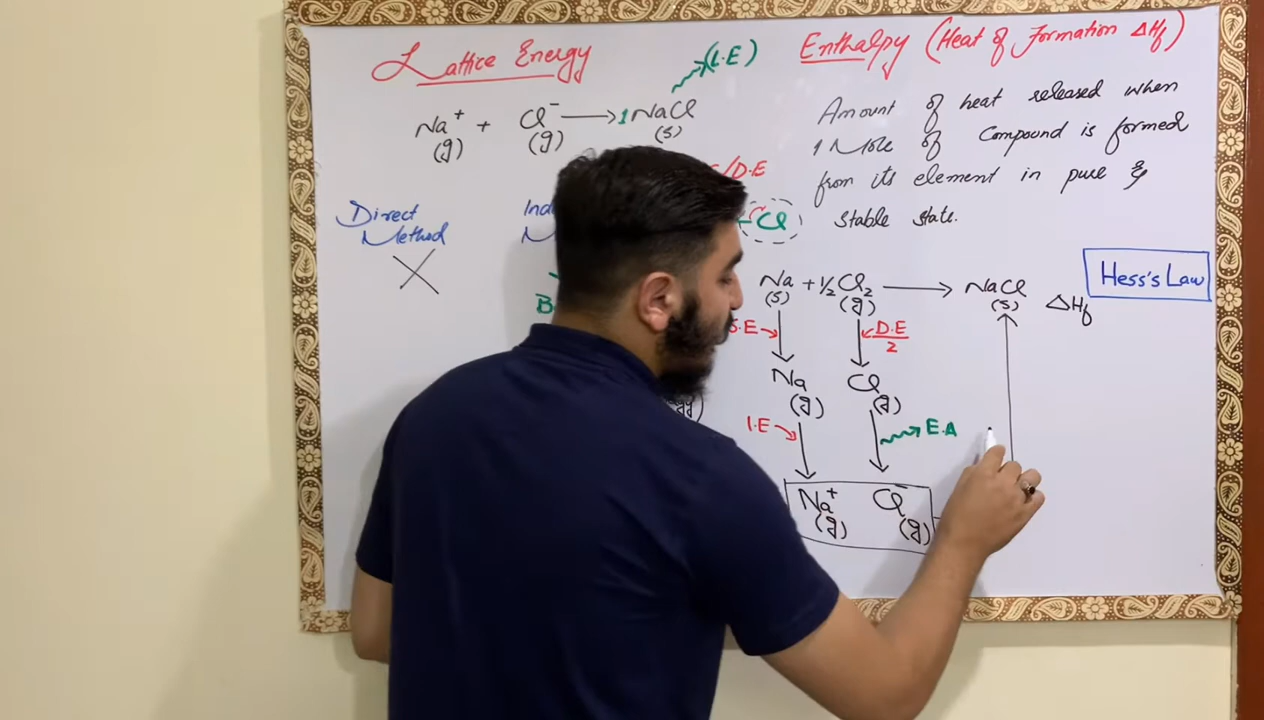 Lattice Energy
(L.E)
Na⁺ + Cl⁻ → 1 NaCl
(g) (g) (s)
Direct
Method
/D.E
Cl
Enthalpy (Heat of Formation ΔHf)
Amount of heat released when
1 Mole of Compound is formed
from its element in pure &
stable state.
Hess's Law
Na + 1/2 Cl₂ → NaCl
(s) (g) (s) ΔHf
S.E D.E/2
Na Cl
(g) (g)
I.E E.A
Na⁺ Cl⁻
(g) (g)